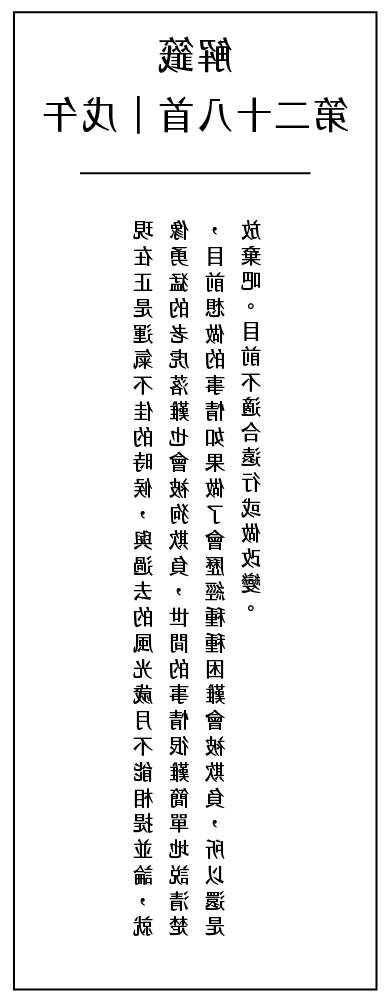 解籤
第二十八首｜戊午
現在正是運氣不佳的時候，與過去的風光歲月不能相提並論，就
像勇猛的老虎落難也會被狗欺負，世間的事情很難簡單地說清楚
，目前想做的事情如果做了會歷經種種困難會被欺負，所以還是
放棄吧。目前不適合遠行或做改變。